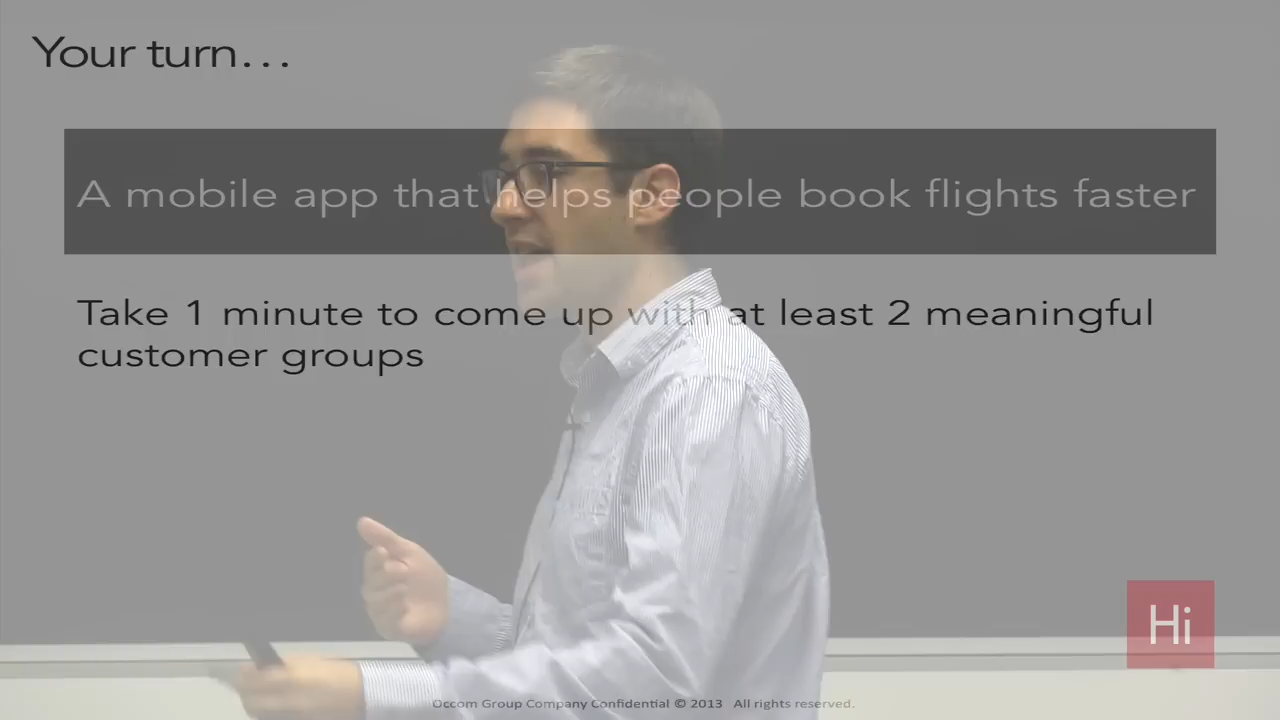 Your turn...
A mobile app that helps people book flights faster
Take 1 minute to come up with at least 2 meaningful
customer groups
Hi
Occom Group Company Confidential © 2013 All rights reserved.